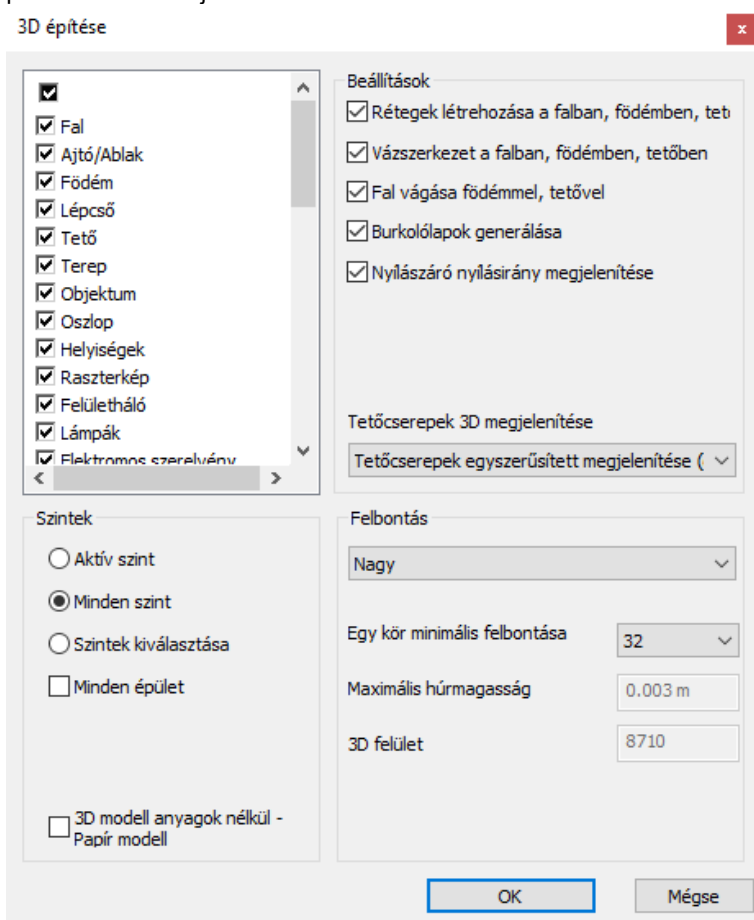 3D építése
Fal
Ajtó/Ablak
Födém
Lépcső
Tető
Terep
Objektum
Oszlop
Helyiségek
Raszterkép
Felületháló
Lámpák
Elektromos szerelvény
Beállítások
Rétegek létrehozása a falban, födémben, tet
Vázszerkezet a falban, födémben, tetőben
Fal vágása födémmel, tetővel
Burkolólapok generálása
Nyílászáró nyílásirány megjelenítése
Tetőcserepek 3D megjelenítése
Tetőcserepek egyszerűsített megjelenítése (
Szintek
Aktív szint
Minden szint
Szintek kiválasztása
Minden épület
3D modell anyagok nélkül -
Papír modell
Felbontás
Nagy
Egy kör minimális felbontása
32
Maximális húrmagasság
0.003 m
3D felület
8710
OK
Mégse